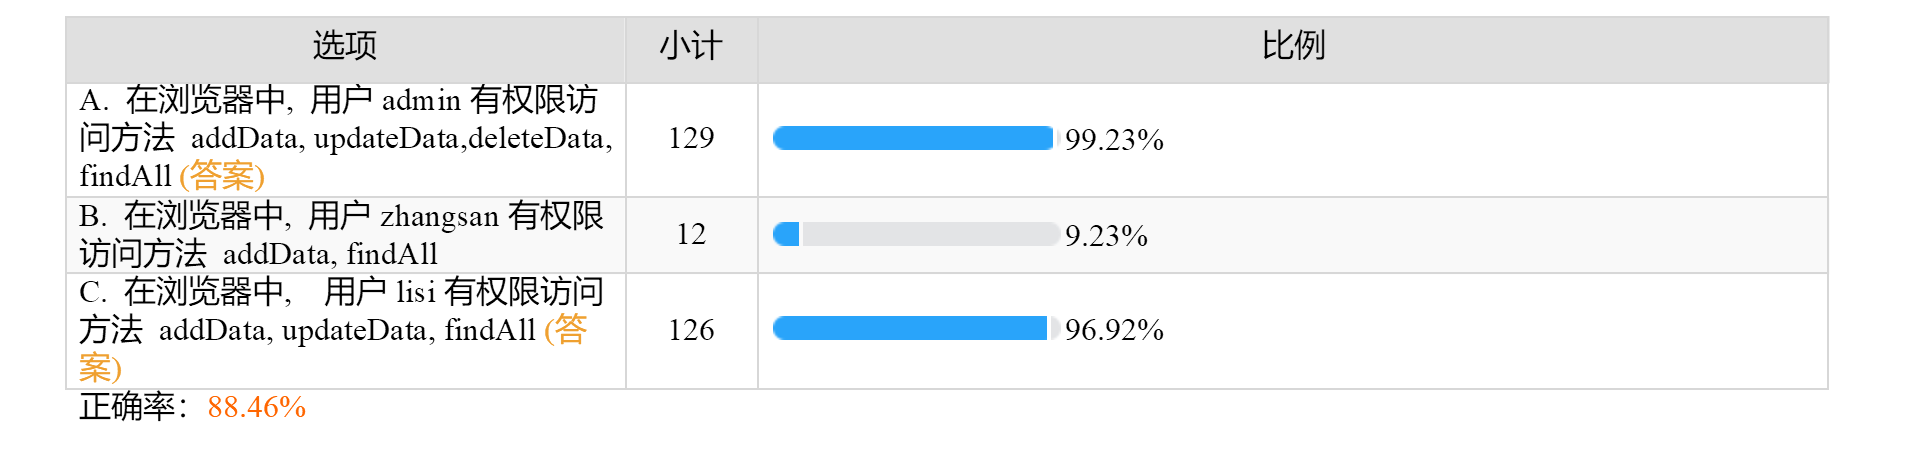 选项 小计 比例
A. 在浏览器中, 用户 admin 有权限访
问方法 addData, updateData,deleteData,
findAll (答案)
129 99.23%
B. 在浏览器中, 用户 zhangsan 有权限
访问方法 addData, findAll
12 9.23%
C. 在浏览器中, 用户 lisi 有权限访问
方法 addData, updateData, findAll (答
案)
126 96.92%
正确率：88.46%